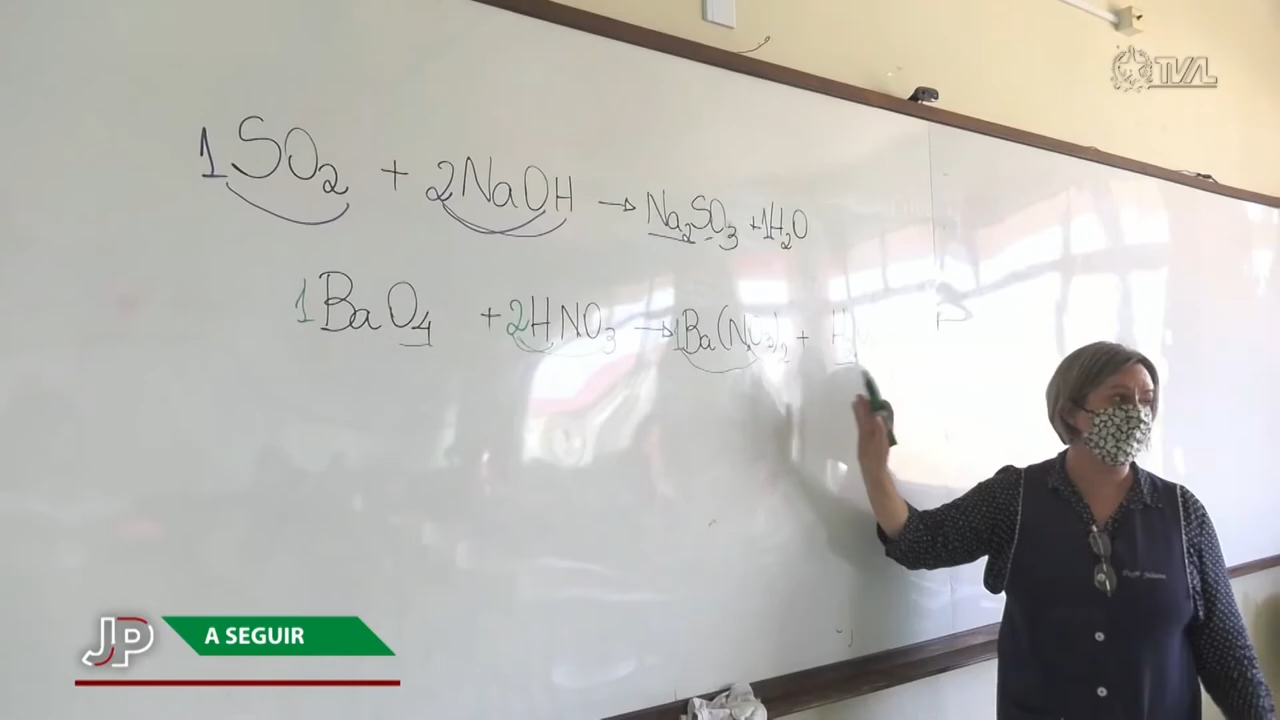 TVAL
1SO₂ + 2NaOH → Na₂SO₃ + 1H₂O
1BaO₄ + 2HNO₃ → 1Ba(NO₃)₂ +
JP
A SEGUIR